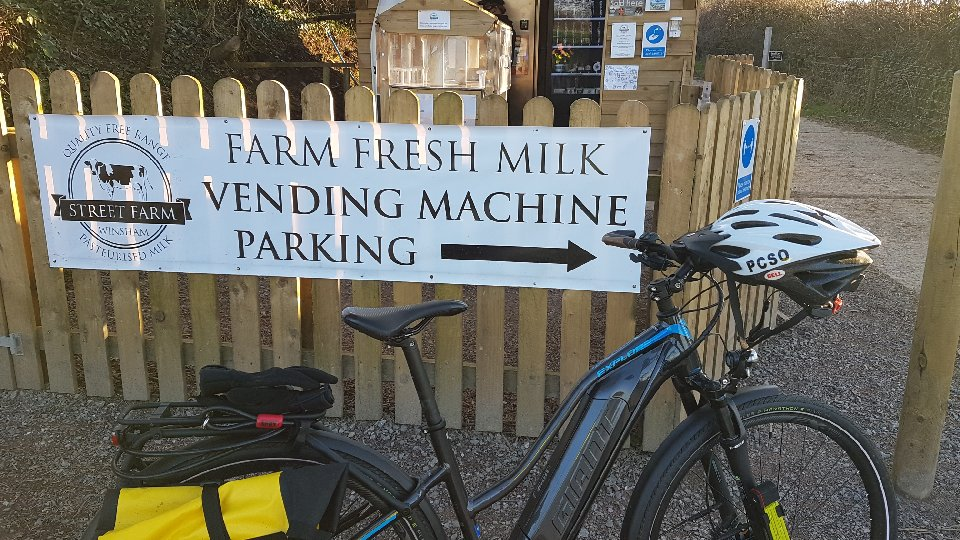 QUALITY FREE RANGE
STREET FARM
WINSHAM
PASTEURISED MILK
FARM FRESH MILK
VENDING MACHINE
PARKING
PCSO
BELL
EXPLORE
GIANT